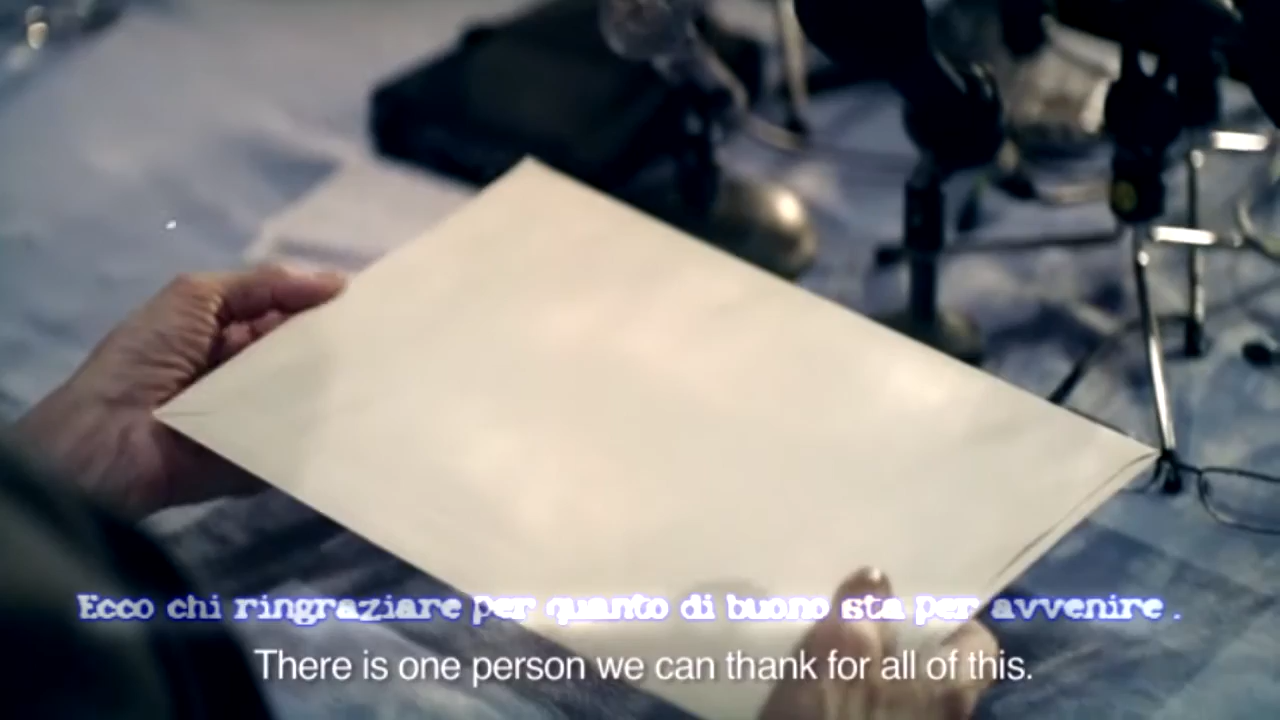 Ecco chi ringraziare per quanto di buono sta per avvenire.
There is one person we can thank for all of this.